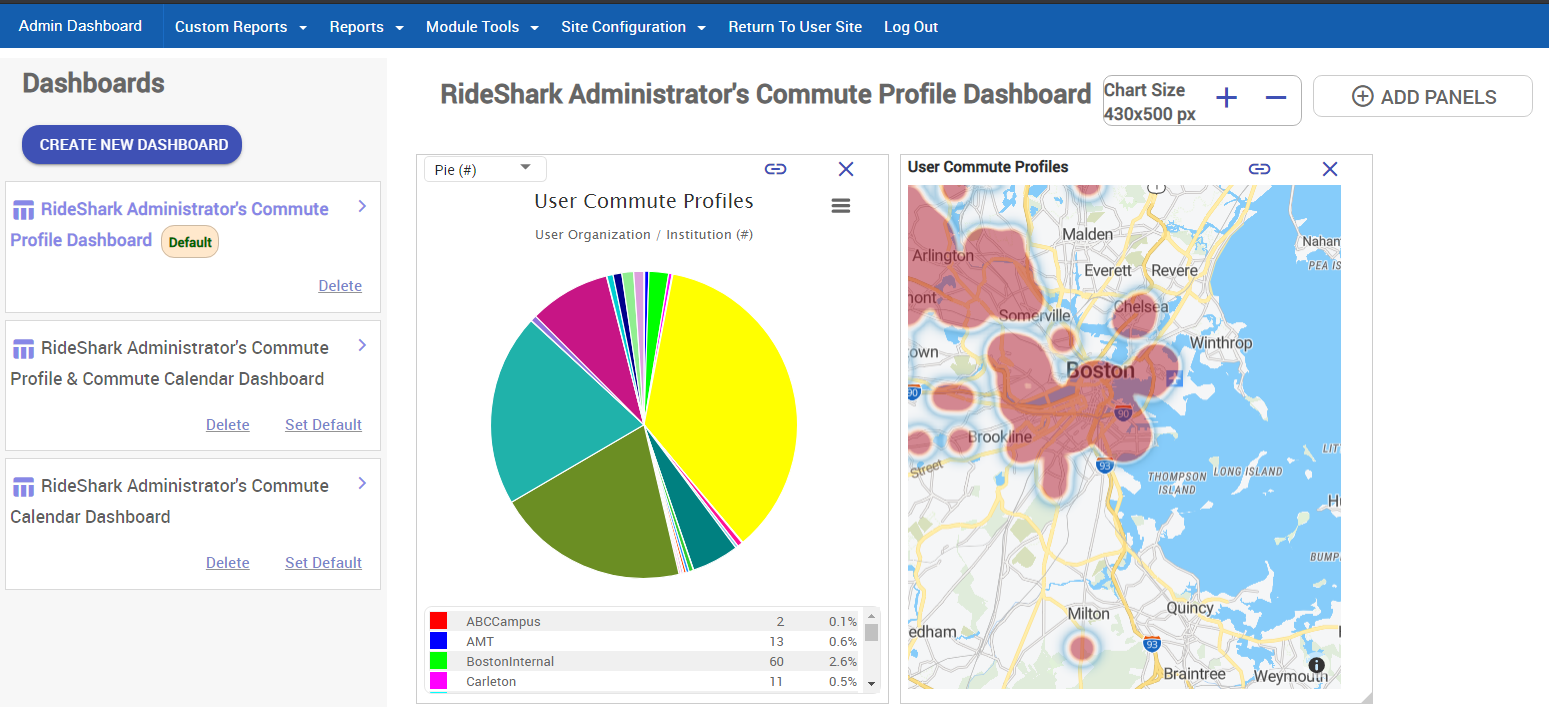 Admin Dashboard
Custom Reports
Reports
Module Tools
Site Configuration
Return To User Site
Log Out
Dashboards
CREATE NEW DASHBOARD
RideShark Administrator's Commute
Profile Dashboard
Default
Delete
RideShark Administrator's Commute
Profile & Commute Calendar Dashboard
Delete
Set Default
RideShark Administrator's Commute
Calendar Dashboard
Delete
Set Default
RideShark Administrator's Commute Profile Dashboard
Chart Size
430x500 px
ADD PANELS
Pie (#)
User Commute Profiles
User Organization / Institution (#)
ABCCampus 2 0.1%
AMT 13 0.6%
BostonInternal 60 2.6%
Carleton 11 0.5%
User Commute Profiles
Malden
Arlington
Nahan
Everett
Revere
PEA IS
mont
Chelsea
Somerville
Winthrop
own
Boston
90
90
Brookline
93
Street
THOMPSON
ISLAND
LONG ISLAND
LIT
H
BUMP
Milton
Quincy
edham
93
Braintree
Weymouth